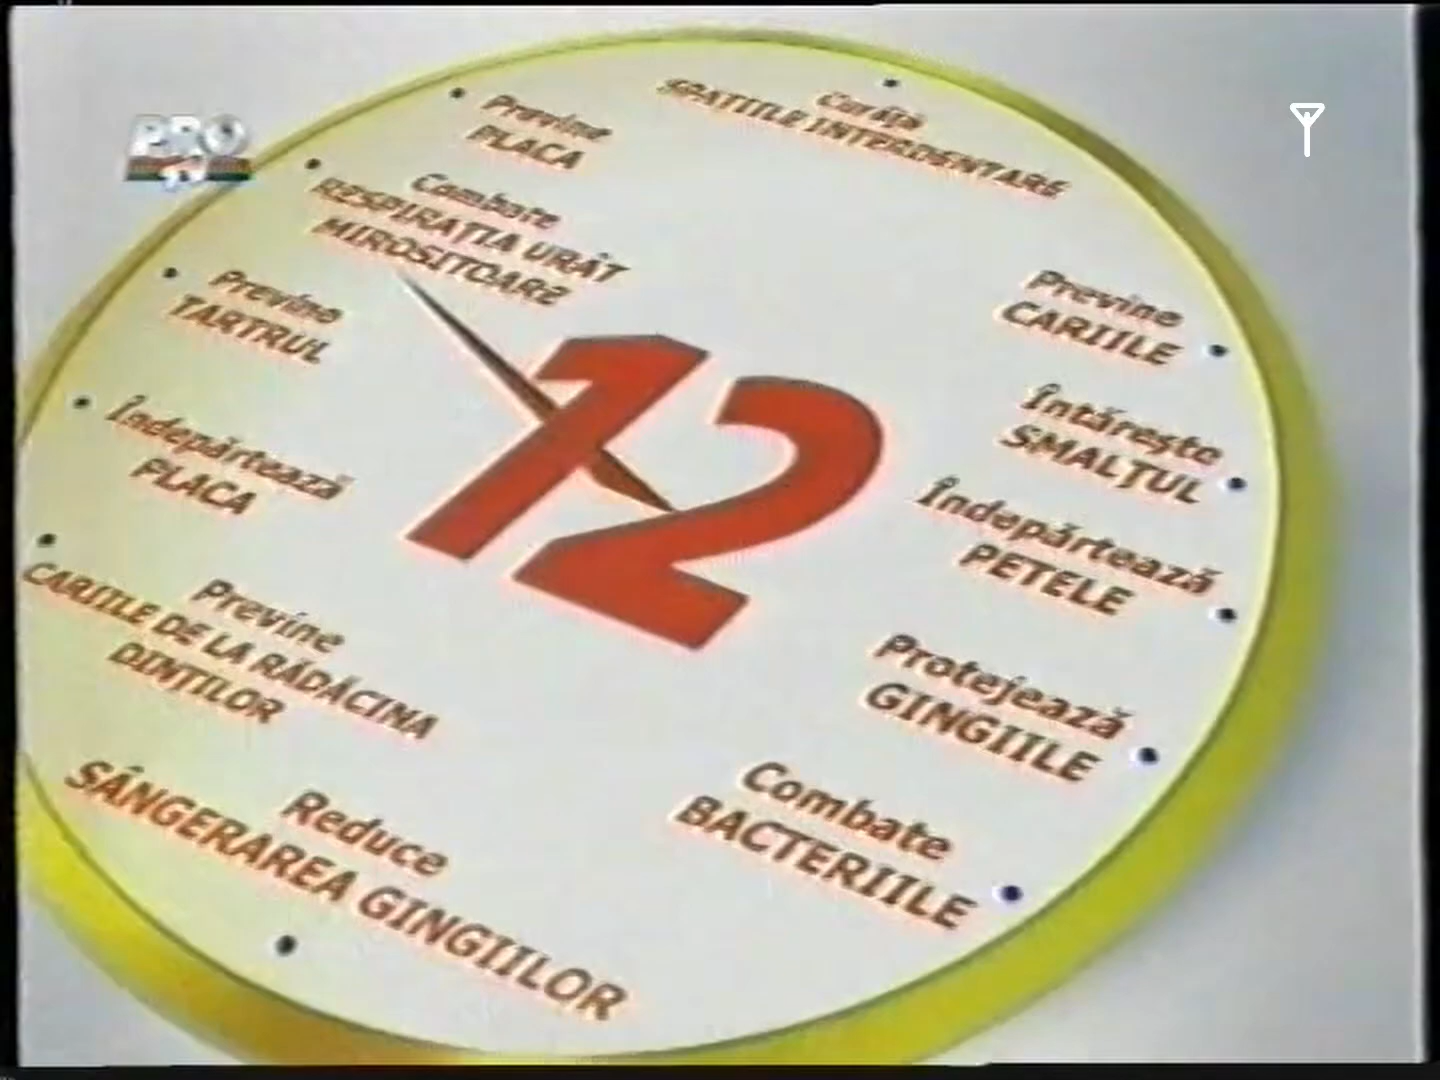 PRO
TV
Previne
PLACA
Curăță
SPAȚIILE INTERDENTARE
Combate
RESPIRAȚIA URÂT
MIROSITOARE
Previne
TARTRUL
Previne
CARIILE
Întărește
SMALȚUL
Îndepărtează
PLACA
Îndepărtează
PETELE
12
Previne
CARIILE DE LA RĂDĂCINA
DINȚILOR
Protejează
GINGIILE
Reduce
SÂNGERAREA GINGIILOR
Combate
BACTERIILE